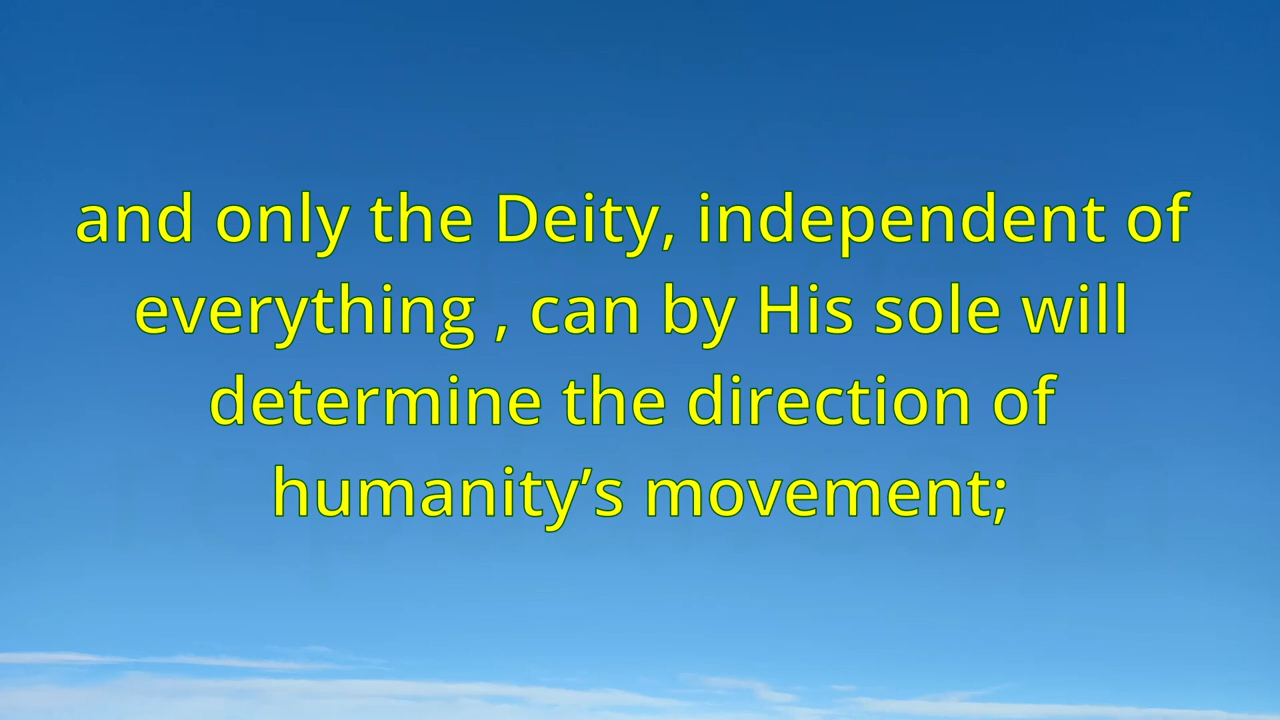 and only the Deity, independent of
everything , can by His sole will
determine the direction of
humanity’s movement;